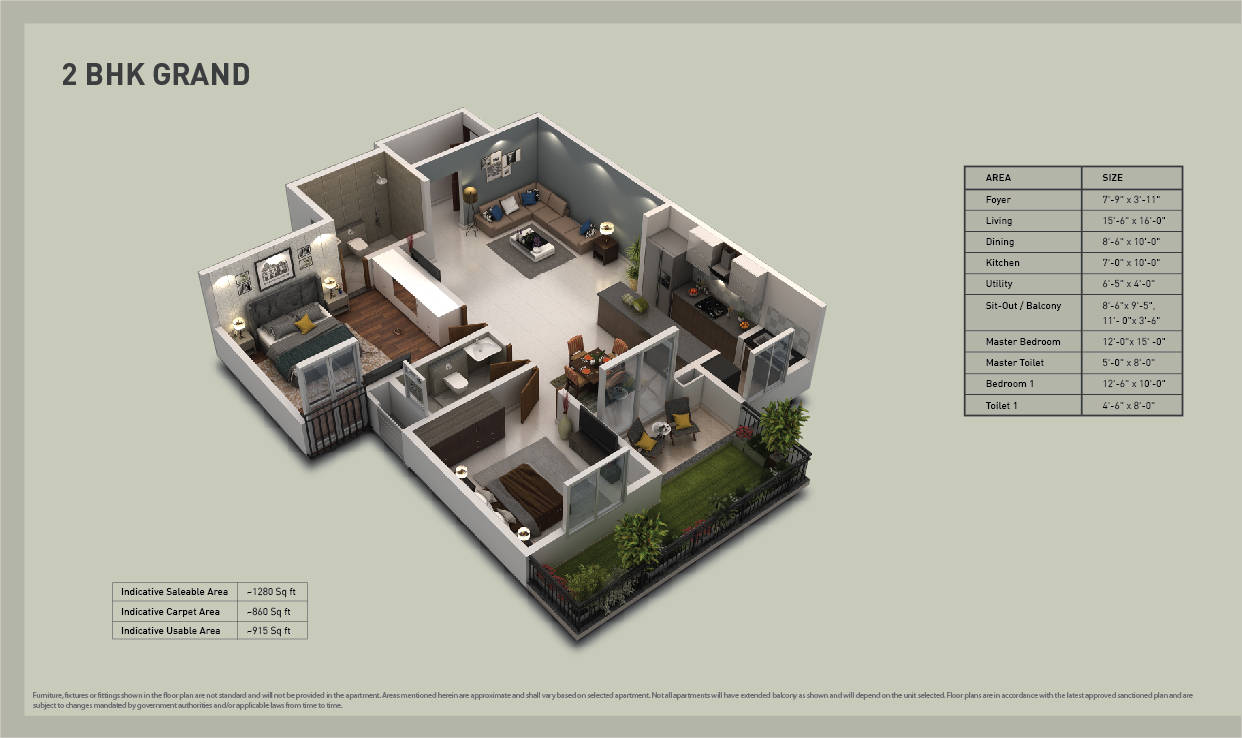 2 BHK GRAND
AREA SIZE
Foyer 7'-9" x 3'-11"
Living 15'-6" x 16'-0"
Dining 8'-6" x 10'-0"
Kitchen 7'-0" x 10'-0"
Utility 6'-5" x 4'-0"
Sit-Out / Balcony 8'-6"x 9'-5",
11'- 0"x 3'-6"
Master Bedroom 12'-0"x 15' -0"
Master Toilet 5'-0" x 8'-0"
Bedroom 1 12'-6" x 10'-0"
Toilet 1 4'-6" x 8'-0"
Indicative Saleable Area ~1280 Sq ft
Indicative Carpet Area ~860 Sq ft
Indicative Usable Area ~915 Sq ft
Furniture, fixtures or fittings shown in the floor plan are not standard and will not be provided in the apartment. Areas mentioned herein are approximate and shall vary based on selected apartment. Not all apartments will have extended balcony as shown and will depend on the unit selected. Floor plans are in accordance with the latest approved sanctioned plan and are
subject to changes mandated by government authorities and/or applicable laws from time to time.